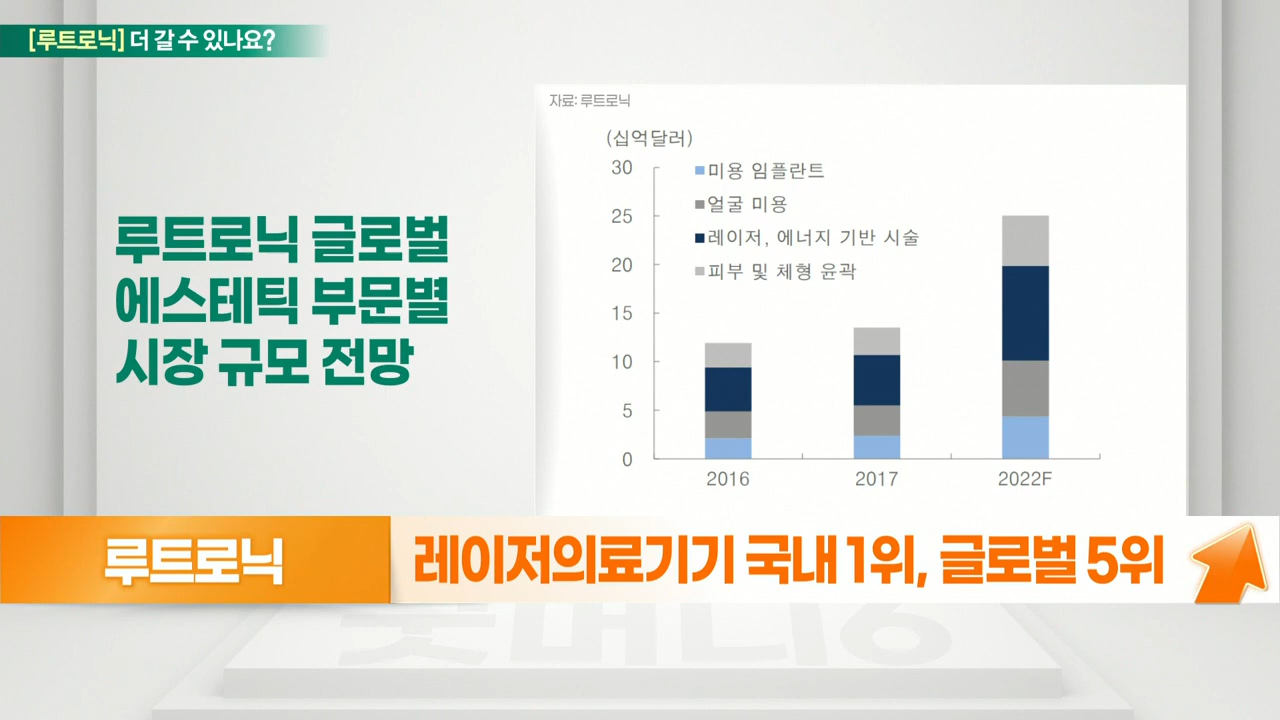 [루트로닉] 더 갈 수 있나요?
자료: 루트로닉
(십억달러)
30
25
20
15
10
5
0
미용 임플란트
얼굴 미용
레이저, 에너지 기반 시술
피부 및 체형 윤곽
2016
2017
2022F
루트로닉 글로벌
에스테틱 부문별
시장 규모 전망
루트로닉
레이저의료기기 국내 1위, 글로벌 5위
굿머니6